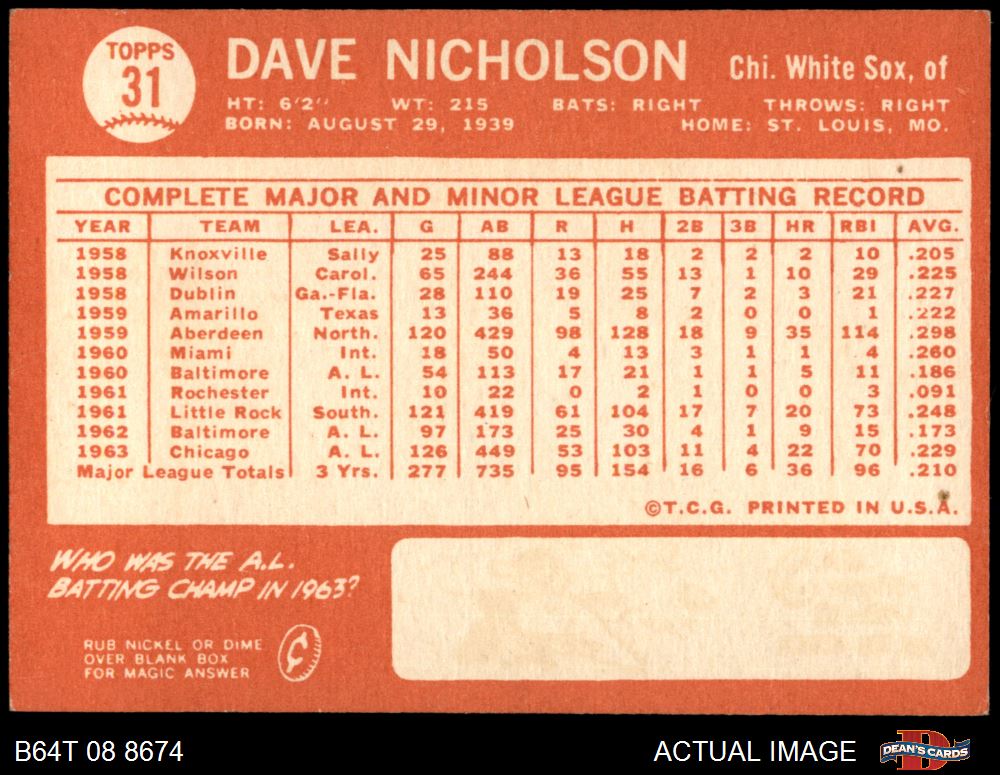 TOPPS
31
DAVE NICHOLSON Chi. White Sox, of
HT: 6'2" WT: 215 BATS: RIGHT THROWS: RIGHT
BORN: AUGUST 29, 1939 HOME: ST. LOUIS, MO.
COMPLETE MAJOR AND MINOR LEAGUE BATTING RECORD
YEAR TEAM LEA. G AB R H 2B 3B HR RBI AVG.
1958 Knoxville Sally 25 88 13 18 2 2 2 10 .205
1958 Wilson Carol. 65 244 36 55 13 1 10 29 .225
1958 Dublin Ga.-Fla. 28 110 19 25 7 2 3 21 .227
1959 Amarillo Texas 13 36 5 8 2 0 0 1 .222
1959 Aberdeen North. 120 429 98 128 18 9 35 114 .298
1960 Miami Int. 18 50 4 13 3 1 1 4 .260
1960 Baltimore A. L. 54 113 17 21 1 1 5 11 .186
1961 Rochester Int. 10 22 0 2 1 0 0 3 .091
1961 Little Rock South. 121 419 61 104 17 7 20 73 .248
1962 Baltimore A. L. 97 173 25 30 4 1 9 15 .173
1963 Chicago A. L. 126 449 53 103 11 4 22 70 .229
Major League Totals 3 Yrs. 277 735 95 154 16 6 36 96 .210
©T.C.G. PRINTED IN U.S.A.
WHO WAS THE A.L.
BATTING CHAMP IN 1963?
RUB NICKEL OR DIME
OVER BLANK BOX
FOR MAGIC ANSWER
¢
B64T 08 8674 ACTUAL IMAGE D DEAN'S CARDS